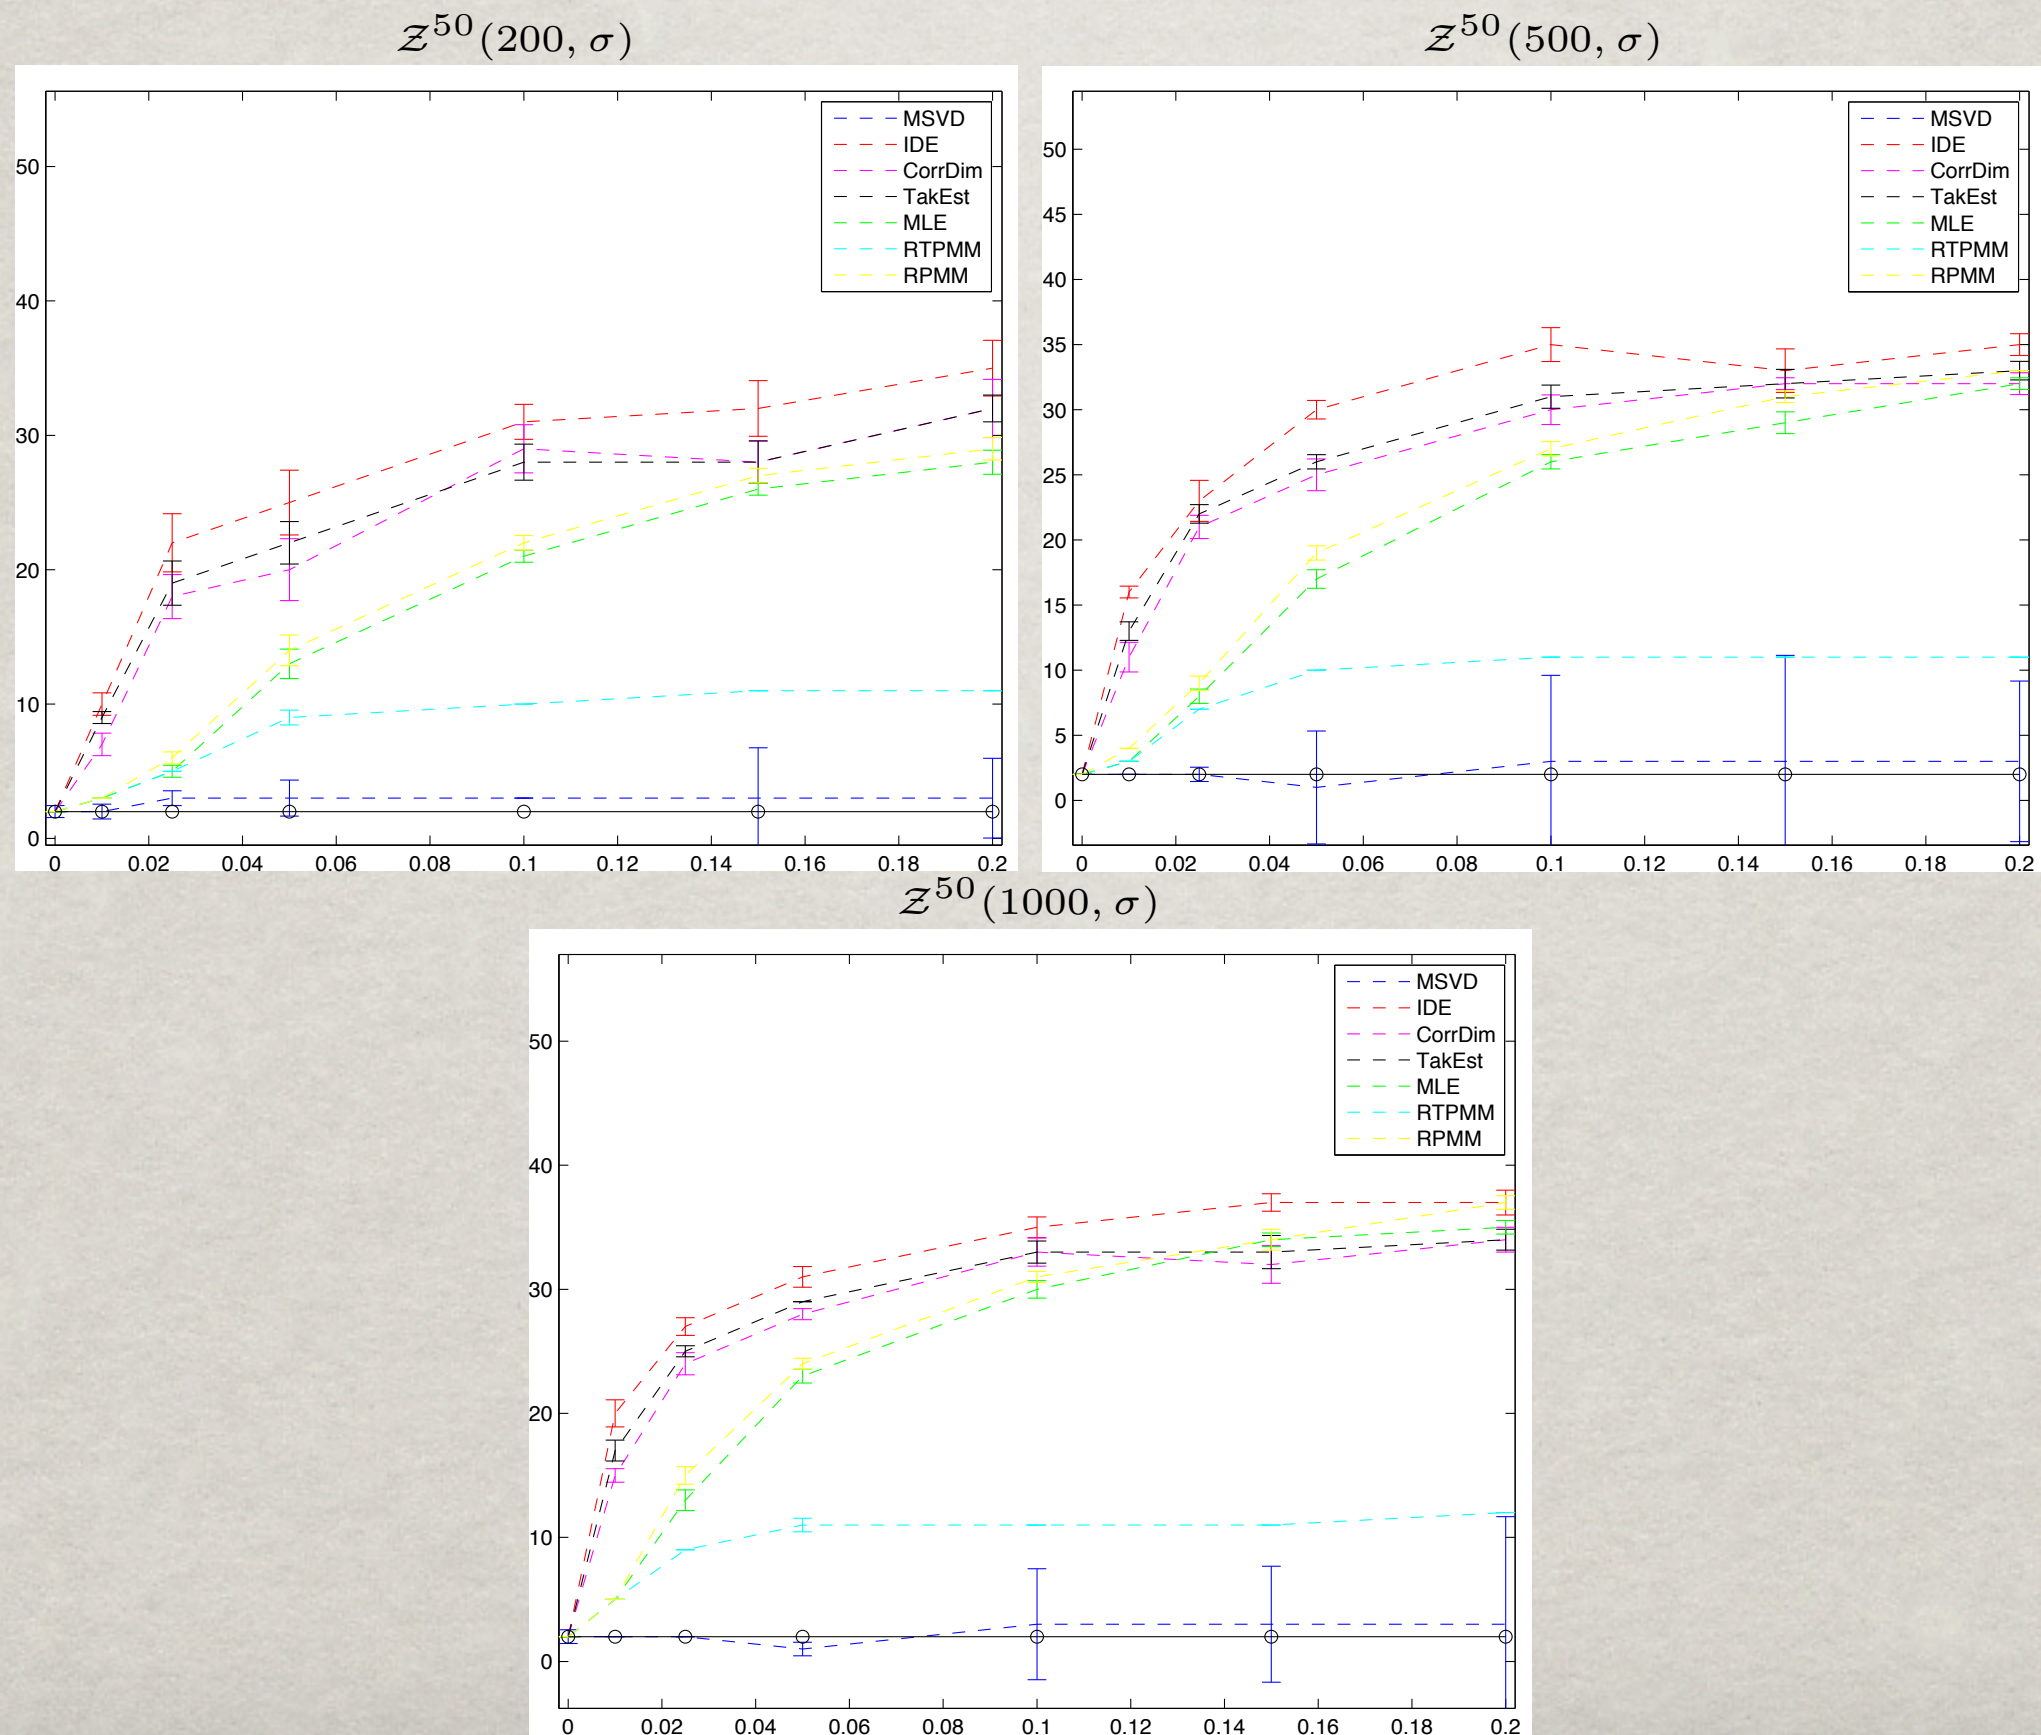 𝒵^50(200, σ)
50
40
30
20
10
0
0 0.02 0.04 0.06 0.08 0.1 0.12 0.14 0.16 0.18 0.2
MSVD
IDE
CorrDim
TakEst
MLE
RTPMM
RPMM
𝒵^50(500, σ)
50
45
40
35
30
25
20
15
10
5
0
0 0.02 0.04 0.06 0.08 0.1 0.12 0.14 0.16 0.18 0.2
MSVD
IDE
CorrDim
TakEst
MLE
RTPMM
RPMM
𝒵^50(1000, σ)
50
40
30
20
10
0
0 0.02 0.04 0.06 0.08 0.1 0.12 0.14 0.16 0.18 0.2
MSVD
IDE
CorrDim
TakEst
MLE
RTPMM
RPMM